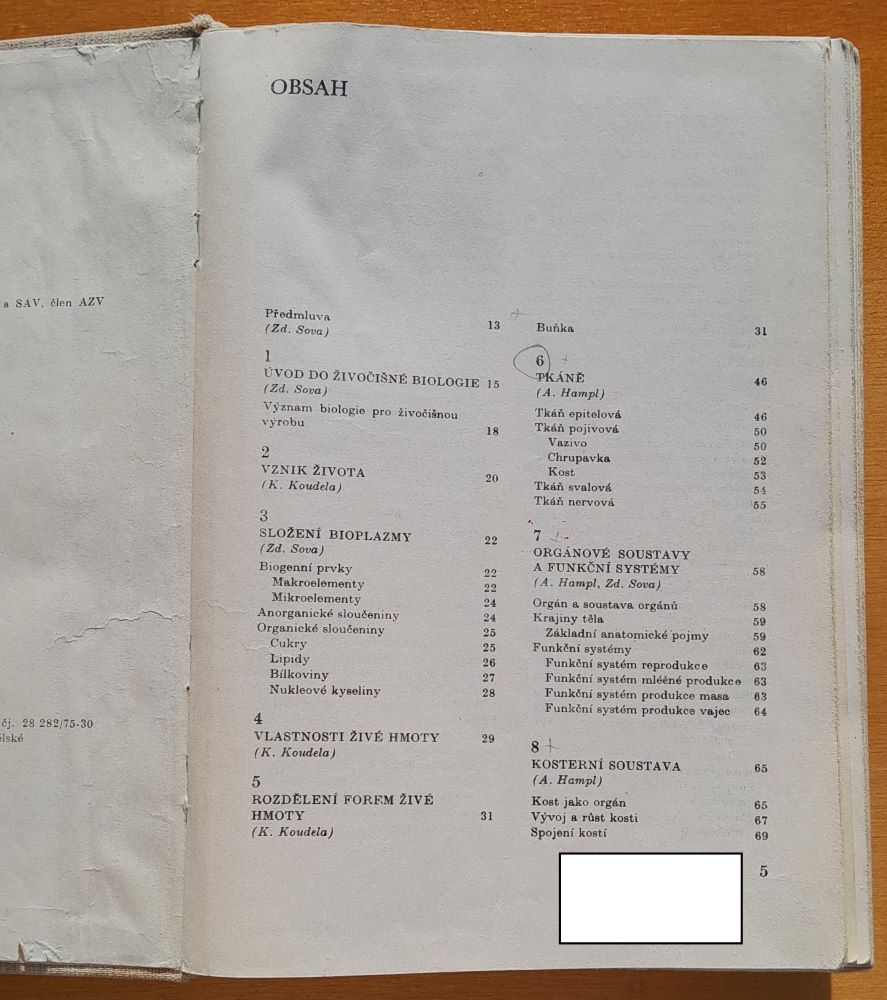 a SAV, člen AZV
čj. 28 282/75-30
OBSAH
Předmluva 13
(Zd. Sova)
1
ÚVOD DO ŽIVOČIŠNÉ BIOLOGIE 15
(Zd. Sova)
Význam biologie pro živočišnou
výrobu 18
2
VZNIK ŽIVOTA 20
(K. Koudela)
3
SLOŽENÍ BIOPLAZMY 22
(Zd. Sova)
Biogenní prvky 22
Makroelementy 22
Mikroelementy 24
Anorganické sloučeniny 24
Organické sloučeniny 25
Cukry 25
Lipidy 26
Bílkoviny 27
Nukleové kyseliny 28
4
VLASTNOSTI ŽIVÉ HMOTY 29
(K. Koudela)
5
ROZDĚLENÍ FOREM ŽIVÉ
HMOTY 31
(K. Koudela)
Buňka 31
6
TKÁNĚ 46
(A. Hampl)
Tkáň epitelová 46
Tkáň pojivová 50
Vazivo 50
Chrupavka 52
Kost 53
Tkáň svalová 54
Tkáň nervová 55
7
ORGÁNOVÉ SOUSTAVY
A FUNKČNÍ SYSTÉMY 58
(A. Hampl, Zd. Sova)
Orgán a soustava orgánů 58
Krajiny těla 59
Základní anatomické pojmy 59
Funkční systémy 62
Funkční systém reprodukce 63
Funkční systém mléčné produkce 63
Funkční systém produkce masa 63
Funkční systém produkce vajec 64
8
KOSTERNÍ SOUSTAVA 65
(A. Hampl)
Kost jako orgán 65
Vývoj a růst kosti 67
Spojení kostí 69
5